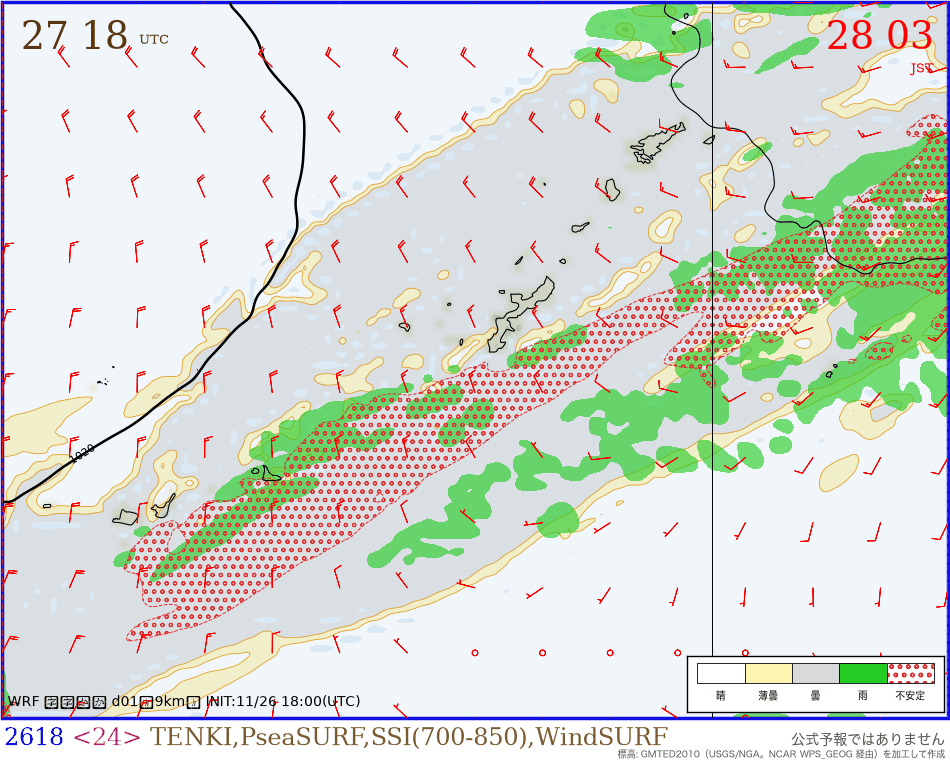 27 18 UTC
28 03
JST
1020
WRF d01 9km INIT:11/26 18:00(UTC)
晴 薄曇 曇 雨 不安定
2618 <24> TENKI,PseaSURF,SSI(700-850),WindSURF
公式予報ではありません
標高: GMTED2010（USGS/NGA。NCAR WPS_GEOG 経由）を加工して作成